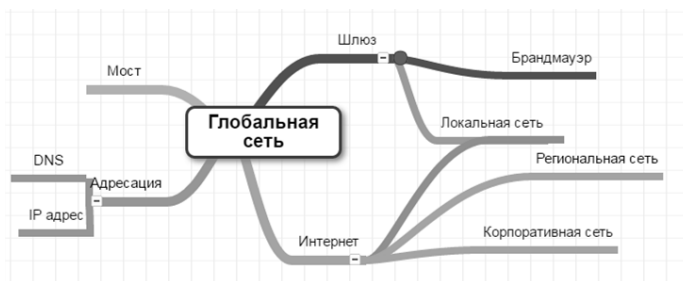 Шлюз
Брандмауэр
Мост
Глобальная
сеть
Локальная сеть
DNS
Региональная сеть
Адресация
IP адрес
Корпоративная сеть
Интернет